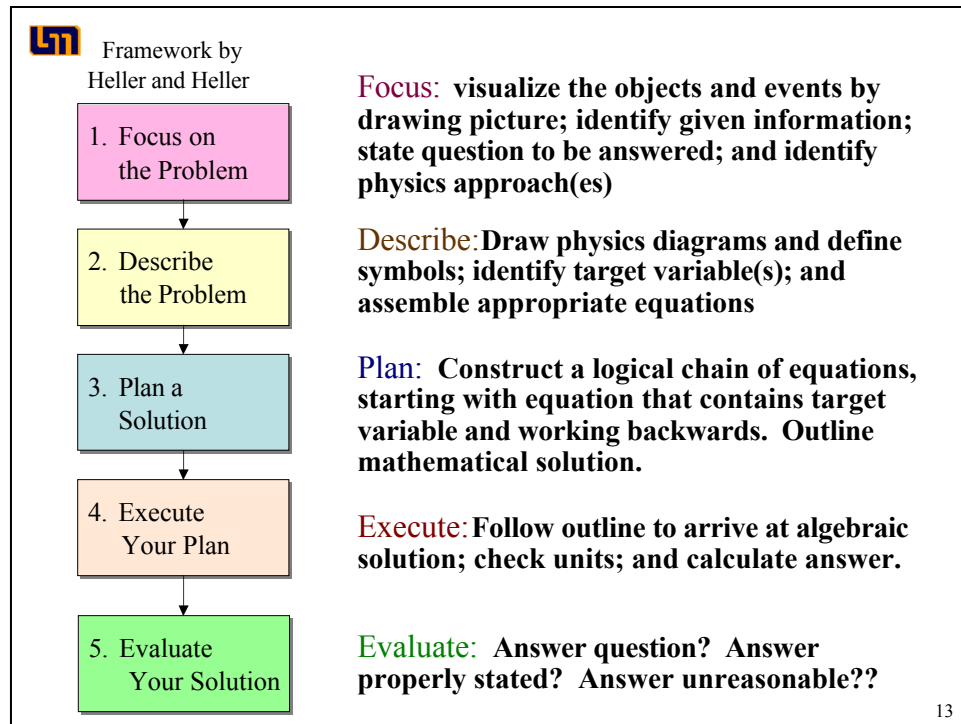 Framework by
Heller and Heller
1. Focus on
the Problem
Focus: visualize the objects and events by
drawing picture; identify given information;
state question to be answered; and identify
physics approach(es)
2. Describe
the Problem
Describe: Draw physics diagrams and define
symbols; identify target variable(s); and
assemble appropriate equations
3. Plan a
Solution
Plan: Construct a logical chain of equations,
starting with equation that contains target
variable and working backwards. Outline
mathematical solution.
4. Execute
Your Plan
Execute: Follow outline to arrive at algebraic
solution; check units; and calculate answer.
5. Evaluate
Your Solution
Evaluate: Answer question? Answer
properly stated? Answer unreasonable??
13